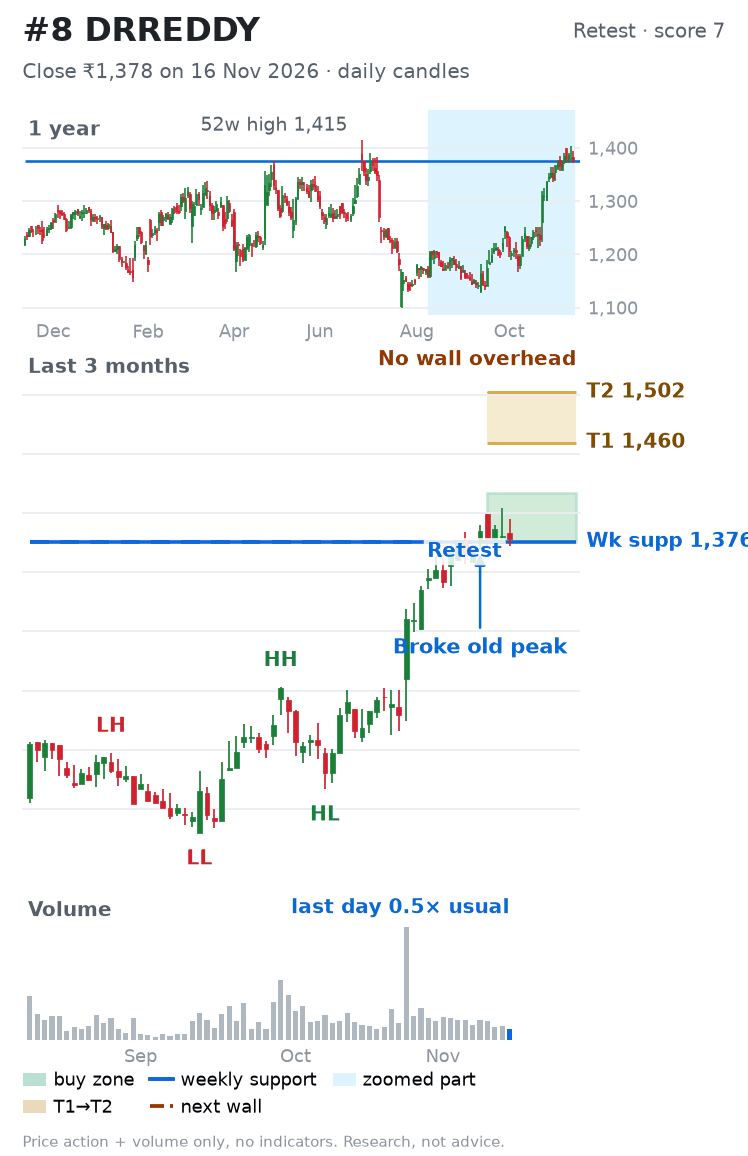 #8 DRREDDY
Retest · score 7
Close ₹1,378 on 16 Nov 2026 · daily candles
1 year
52w high 1,415
1,400
1,300
1,200
1,100
Dec Feb Apr Jun Aug Oct
Last 3 months
No wall overhead
T2 1,502
T1 1,460
Wk supp 1,376
Retest
Broke old peak
HH
LH
HL
LL
Volume
last day 0.5× usual
Sep Oct Nov
buy zone weekly support zoomed part
T1→T2 next wall
Price action + volume only, no indicators. Research, not advice.